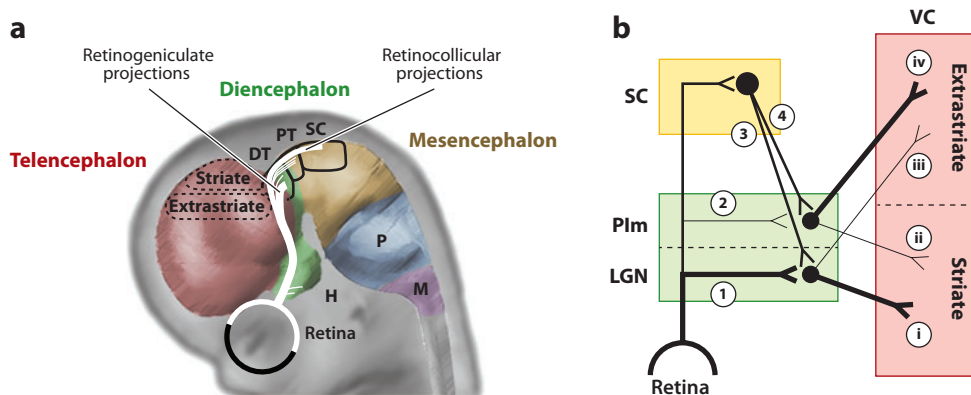 a
Retinogeniculate
projections
Retinocollicular
projections
Diencephalon
PT
SC
DT
Mesencephalon
Telencephalon
Striate
Extrastriate
P
M
H
Retina
b
VC
SC
iv
Extrastriate
4
3
iii
2
PIm
ii
LGN
Striate
1
i
Retina